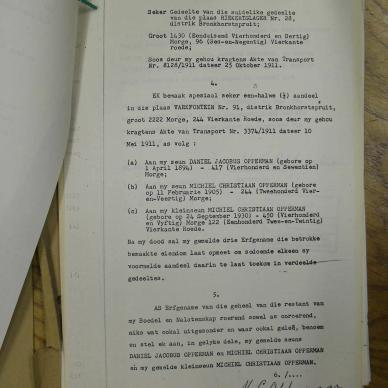 Seker Gedeelte van die suidelike gedeelte
van die plaas RIEKERTSLAGER Nr. 28,
distrik Bronkhorstspruit;
Groot 1430 (Eenduisend Vierhonderd en Dertig)
Morge, 96 (Ses-en-Negentig) Vierkante
roede;
Soos deur my gehou kragtens Akte van Transport
Nr. 8128/1911 dateer 23 Oktober 1911.
4.
EK bemaak spesiaal seker een-halwe (½) aandeel
in die plaas VARKFONTEIN Nr. 91, distrik Bronkhorstspruit,
groot 2222 Morge, 244 Vierkante Roede, soos deur my gehou
kragtens Akte van Transport Nr. 3374/1911 dateer 10
Mei 1911, as volg :
(a) Aan my seun DANIEL JACOBUS OPPERMAN (gebore op
1 April 1894) - 417 (Vierhonderd en Sewentien)
Morge;
(b) Aan my seun MICHIEL CHRISTIAAN OPPERMAN (gebore
op 11 Februarie 1905) - 244 (Tweehonderd Vier-
en-Veertig) Morge;
(c) Aan my kleinseun MICHIEL CHRISTIAAN OPPERMAN
(gebore op 24 September 1930) - 450 (Vierhonderd
en Vyftig) Morge 122 (Eenhonderd Twee-en-Twintig)
Vierkante Roede.
Na my dood sal my gemelde drie Erfgename die betrokke
bemaakte eiendom laat opmeet om sodoende elkeen sy
voormelde aandeel daarin te laat toekom in verdeelde
gedeeltes.
5.
AS Erfgename van die geheel van die restant van
my Boedel en Nalatenskap roerend sowel as onroerend,
niks wat ookal uitgesonder en waar ookal geleë, benoem
en stel ek aan, in gelyke dele, my gemelde seuns
DANIEL JACOBUS OPPERMAN en MICHIEL CHRISTIAAN OPPERMAN
en my gemelde kleinseun MICHIEL CHRISTIAAN OPPERMAN
6./....